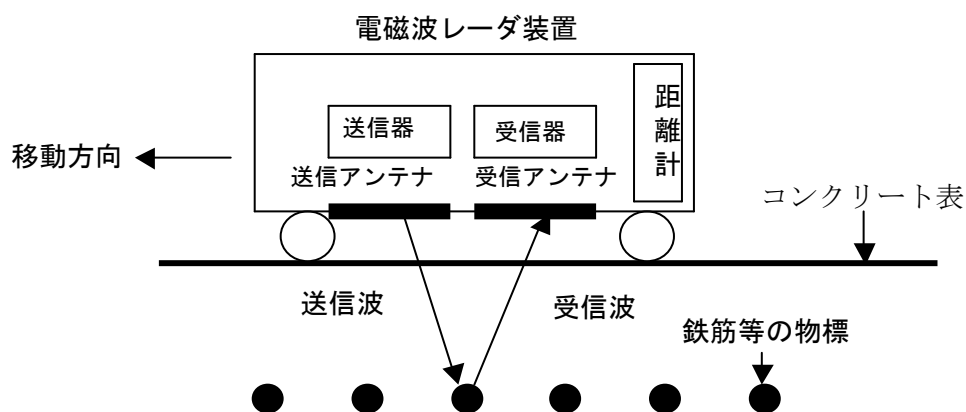 電磁波レーダ装置
距離計
送信器
受信器
移動方向
送信アンテナ
受信アンテナ
コンクリート表
送信波
受信波
鉄筋等の物標